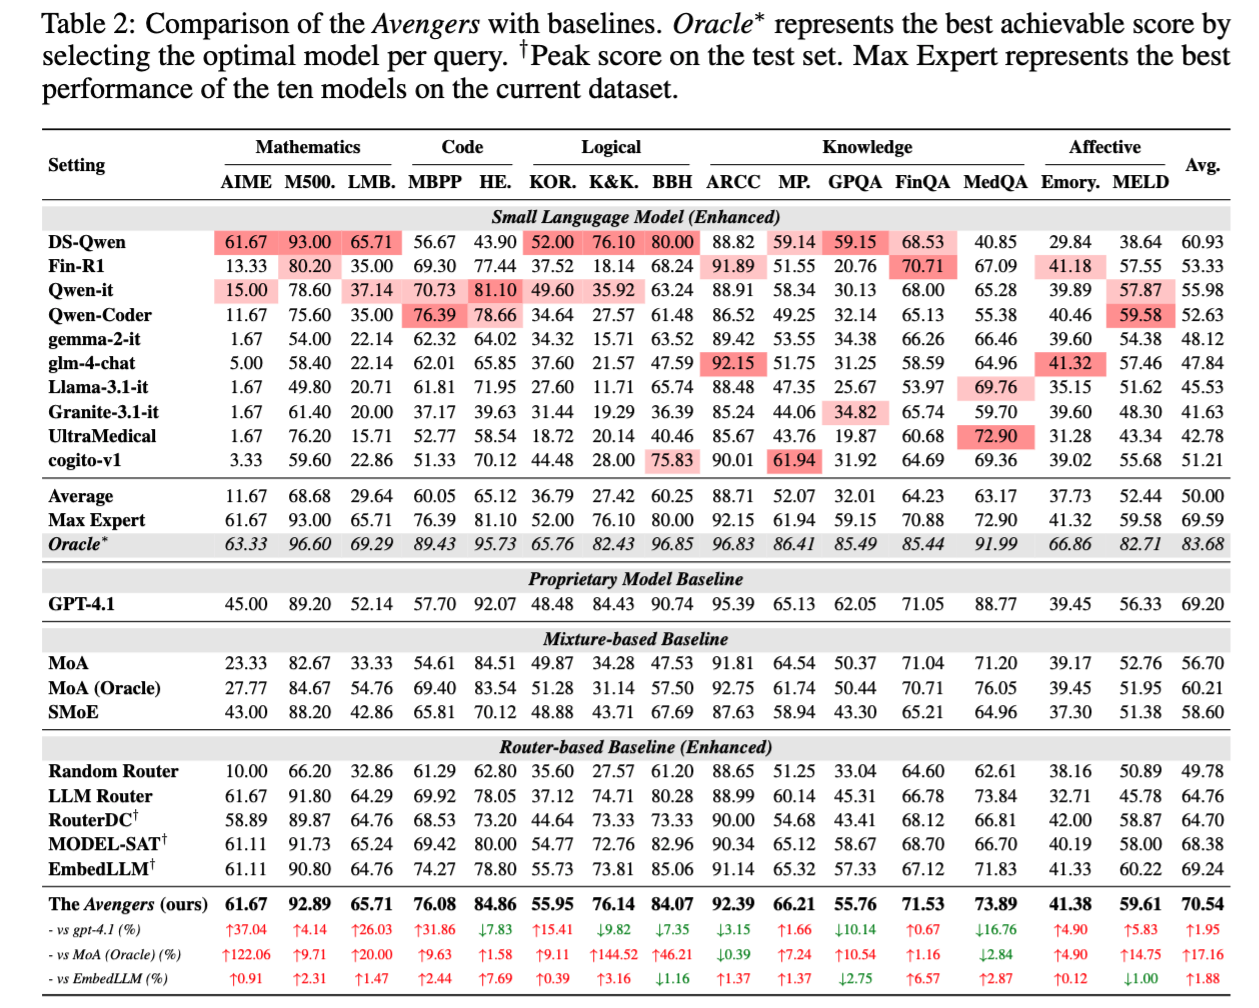 Table 2: Comparison of the Avengers with baselines. Oracle* represents the best achievable score by
selecting the optimal model per query. †Peak score on the test set. Max Expert represents the best
performance of the ten models on the current dataset.
Setting Mathematics Code Logical Knowledge Affective Avg.
AIME M500. LMB. MBPP HE. KOR. K&K. BBH ARCC MP. GPQA FinQA MedQA Emory. MELD
Small Langugage Model (Enhanced)
DS-Qwen 61.67 93.00 65.71 56.67 43.90 52.00 76.10 80.00 88.82 59.14 59.15 68.53 40.85 29.84 38.64 60.93
Fin-R1 13.33 80.20 35.00 69.30 77.44 37.52 18.14 68.24 91.89 51.55 20.76 70.71 67.09 41.18 57.55 53.33
Qwen-it 15.00 78.60 37.14 70.73 81.10 49.60 35.92 63.24 88.91 58.34 30.13 68.00 65.28 39.89 57.87 55.98
Qwen-Coder 11.67 75.60 35.00 76.39 78.66 34.64 27.57 61.48 86.52 49.25 32.14 65.13 55.38 40.46 59.58 52.63
gemma-2-it 1.67 54.00 22.14 62.32 64.02 34.32 15.71 63.52 89.42 53.55 34.38 66.26 66.46 39.60 54.38 48.12
glm-4-chat 5.00 58.40 22.14 62.01 65.85 37.60 21.57 47.59 92.15 51.75 31.25 58.59 64.96 41.32 57.46 47.84
Llama-3.1-it 1.67 49.80 20.71 61.81 71.95 27.60 11.71 65.74 88.48 47.35 25.67 53.97 69.76 35.15 51.62 45.53
Granite-3.1-it 1.67 61.40 20.00 37.17 39.63 31.44 19.29 36.39 85.24 44.06 34.82 65.74 59.70 39.60 48.30 41.63
UltraMedical 1.67 76.20 15.71 52.77 58.54 18.72 20.14 40.46 85.67 43.76 19.87 60.68 72.90 31.28 43.34 42.78
cogito-v1 3.33 59.60 22.86 51.33 70.12 44.48 28.00 75.83 90.01 61.94 31.92 64.69 69.36 39.02 55.68 51.21
Average 11.67 68.68 29.64 60.05 65.12 36.79 27.42 60.25 88.71 52.07 32.01 64.23 63.17 37.73 52.44 50.00
Max Expert 61.67 93.00 65.71 76.39 81.10 52.00 76.10 80.00 92.15 61.94 59.15 70.88 72.90 41.32 59.58 69.59
Oracle* 63.33 96.60 69.29 89.43 95.73 65.76 82.43 96.85 96.83 86.41 85.49 85.44 91.99 66.86 82.71 83.68
Proprietary Model Baseline
GPT-4.1 45.00 89.20 52.14 57.70 92.07 48.48 84.43 90.74 95.39 65.13 62.05 71.05 88.77 39.45 56.33 69.20
Mixture-based Baseline
MoA 23.33 82.67 33.33 54.61 84.51 49.87 34.28 47.53 91.81 64.54 50.37 71.04 71.20 39.17 52.76 56.70
MoA (Oracle) 27.77 84.67 54.76 69.40 83.54 51.28 31.14 57.50 92.75 61.74 50.44 70.71 76.05 39.45 51.95 60.21
SMoE 43.00 88.20 42.86 65.81 70.12 48.88 43.71 67.69 87.63 58.94 43.30 65.21 64.96 37.30 51.38 58.60
Router-based Baseline (Enhanced)
Random Router 10.00 66.20 32.86 61.29 62.80 35.60 27.57 61.20 88.65 51.25 33.04 64.60 62.61 38.16 50.89 49.78
LLM Router 61.67 91.80 64.29 69.92 78.05 37.12 74.71 80.28 88.99 60.14 45.31 66.78 73.84 32.71 45.78 64.76
RouterDC† 58.89 89.87 64.76 68.53 73.20 44.64 73.33 73.33 90.00 54.68 43.41 68.12 66.81 42.00 58.87 64.70
MODEL-SAT† 61.11 91.73 65.24 69.42 80.00 54.77 72.76 82.96 90.34 65.12 58.67 68.70 66.70 40.19 58.00 68.38
EmbedLLM† 61.11 90.80 64.76 74.27 78.80 55.73 73.81 85.06 91.14 65.32 57.33 67.12 71.83 41.33 60.22 69.24
The Avengers (ours) 61.67 92.89 65.71 76.08 84.86 55.95 76.14 84.07 92.39 66.21 55.76 71.53 73.89 41.38 59.61 70.54
- vs gpt-4.1 (%) ↑37.04 ↑4.14 ↑26.03 ↑31.86 ↓7.83 ↑15.41 ↓9.82 ↓7.35 ↓3.15 ↑1.66 ↓10.14 ↑0.67 ↓16.76 ↑4.90 ↑5.83 ↑1.95
- vs MoA (Oracle) (%) ↑122.06 ↑9.71 ↑20.00 ↑9.63 ↑1.58 ↑9.11 ↑144.52 ↑46.21 ↓0.39 ↑7.24 ↑10.54 ↑1.16 ↓2.84 ↑4.90 ↑14.75 ↑17.16
- vs EmbedLLM (%) ↑0.91 ↑2.31 ↑1.47 ↑2.44 ↑7.69 ↑0.39 ↑3.16 ↓1.16 ↑1.37 ↑1.37 ↓2.75 ↑6.57 ↑2.87 ↑0.12 ↓1.00 ↑1.88